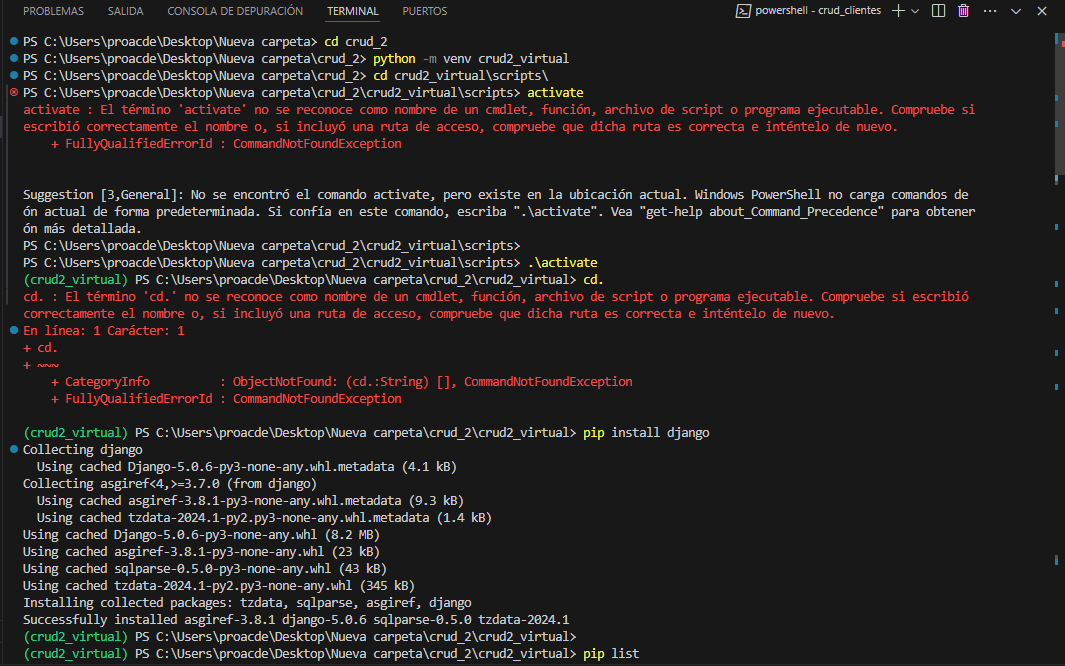 PROBLEMAS SALIDA CONSOLA DE DEPURACIÓN TERMINAL PUERTOS powershell - crud_clientes
PS C:\Users\proacde\Desktop\Nueva carpeta> cd crud_2
PS C:\Users\proacde\Desktop\Nueva carpeta\crud_2> python -m venv crud2_virtual
PS C:\Users\proacde\Desktop\Nueva carpeta\crud_2> cd crud2_virtual\scripts\
PS C:\Users\proacde\Desktop\Nueva carpeta\crud_2\crud2_virtual\scripts> activate
activate : El término 'activate' no se reconoce como nombre de un cmdlet, función, archivo de script o programa ejecutable. Compruebe si
escribió correctamente el nombre o, si incluyó una ruta de acceso, compruebe que dicha ruta es correcta e inténtelo de nuevo.
+ FullyQualifiedErrorId : CommandNotFoundException
Suggestion [3,General]: No se encontró el comando activate, pero existe en la ubicación actual. Windows PowerShell no carga comandos de
ón actual de forma predeterminada. Si confía en este comando, escriba ".\activate". Vea "get-help about_Command_Precedence" para obtener
ón más detallada.
PS C:\Users\proacde\Desktop\Nueva carpeta\crud_2\crud2_virtual\scripts>
PS C:\Users\proacde\Desktop\Nueva carpeta\crud_2\crud2_virtual\scripts> .\activate
(crud2_virtual) PS C:\Users\proacde\Desktop\Nueva carpeta\crud_2\crud2_virtual\scripts> cd.
cd. : El término 'cd.' no se reconoce como nombre de un cmdlet, función, archivo de script o programa ejecutable. Compruebe si escribió
correctamente el nombre o, si incluyó una ruta de acceso, compruebe que dicha ruta es correcta e inténtelo de nuevo.
En línea: 1 Carácter: 1
+ cd.
+ ~~~
+ CategoryInfo : ObjectNotFound: (cd.:String) [], CommandNotFoundException
+ FullyQualifiedErrorId : CommandNotFoundException
(crud2_virtual) PS C:\Users\proacde\Desktop\Nueva carpeta\crud_2\crud2_virtual> pip install django
Collecting django
Using cached Django-5.0.6-py3-none-any.whl.metadata (4.1 kB)
Collecting asgiref<4,>=3.7.0 (from django)
Using cached asgiref-3.8.1-py3-none-any.whl.metadata (9.3 kB)
Using cached tzdata-2024.1-py2.py3-none-any.whl.metadata (1.4 kB)
Using cached Django-5.0.6-py3-none-any.whl (8.2 MB)
Using cached asgiref-3.8.1-py3-none-any.whl (23 kB)
Using cached sqlparse-0.5.0-py3-none-any.whl (43 kB)
Using cached tzdata-2024.1-py2.py3-none-any.whl (345 kB)
Installing collected packages: tzdata, sqlparse, asgiref, django
Successfully installed asgiref-3.8.1 django-5.0.6 sqlparse-0.5.0 tzdata-2024.1
(crud2_virtual) PS C:\Users\proacde\Desktop\Nueva carpeta\crud_2\crud2_virtual>
(crud2_virtual) PS C:\Users\proacde\Desktop\Nueva carpeta\crud_2\crud2_virtual> pip list